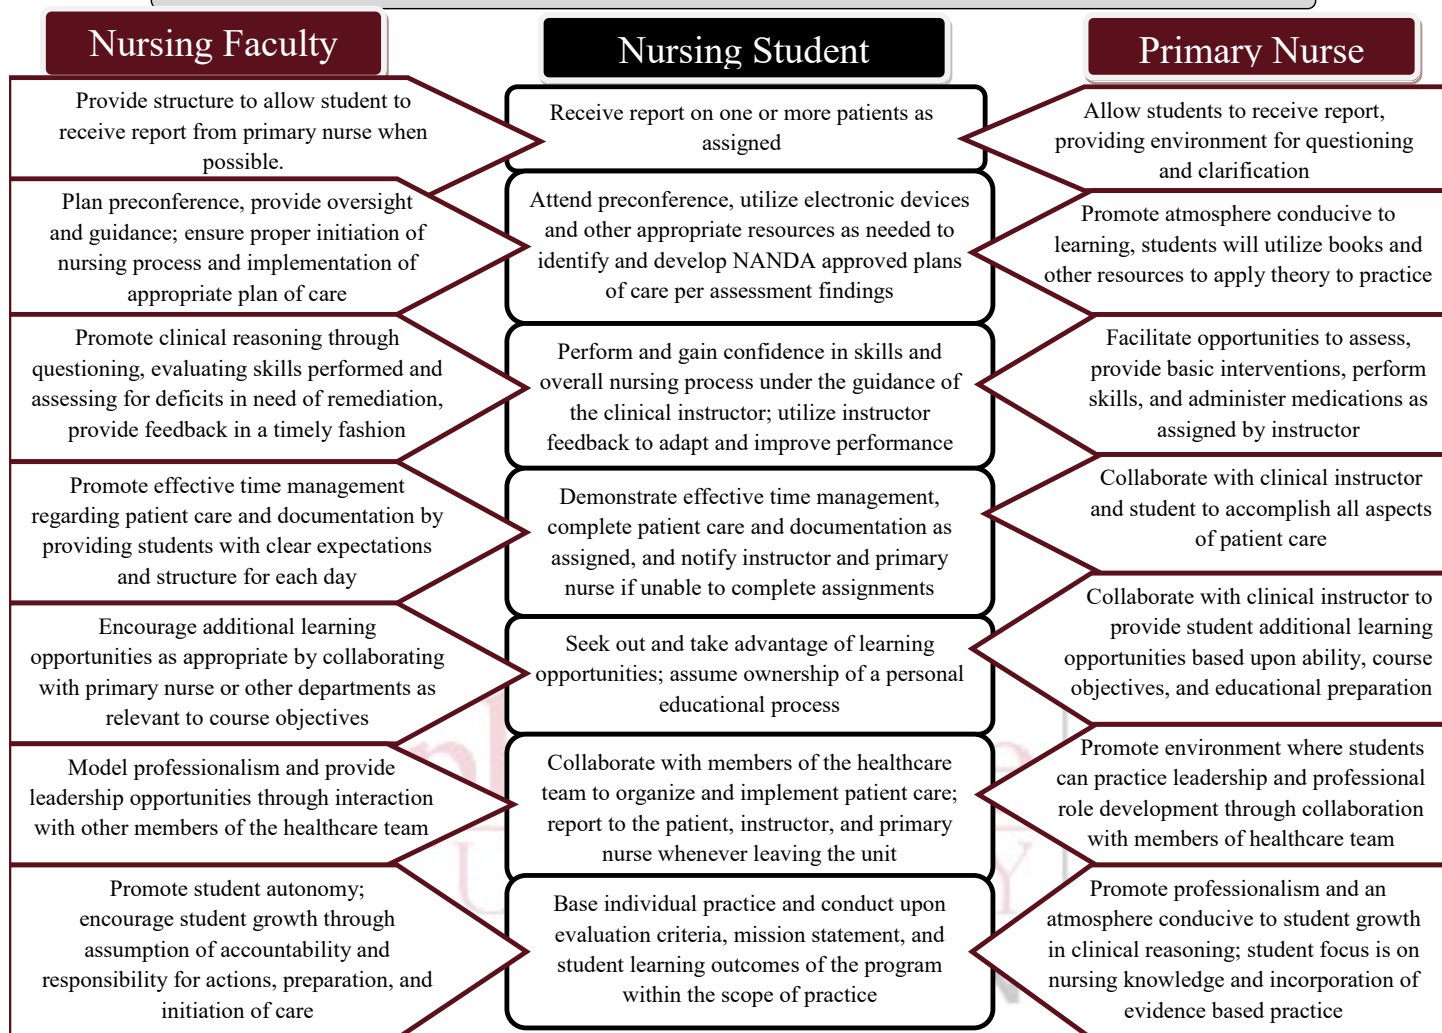 Nursing Faculty
Provide structure to allow student to
receive report from primary nurse when
possible.
Plan preconference, provide oversight
and guidance; ensure proper initiation of
nursing process and implementation of
appropriate plan of care
Promote clinical reasoning through
questioning, evaluating skills performed and
assessing for deficits in need of remediation,
provide feedback in a timely fashion
Promote effective time management
regarding patient care and documentation by
providing students with clear expectations
and structure for each day
Encourage additional learning
opportunities as appropriate by collaborating
with primary nurse or other departments as
relevant to course objectives
Model professionalism and provide
leadership opportunities through interaction
with other members of the healthcare team
Promote student autonomy;
encourage student growth through
assumption of accountability and
responsibility for actions, preparation, and
initiation of care
Nursing Student
Receive report on one or more patients as
assigned
Attend preconference, utilize electronic devices
and other appropriate resources as needed to
identify and develop NANDA approved plans
of care per assessment findings
Perform and gain confidence in skills and
overall nursing process under the guidance of
the clinical instructor; utilize instructor
feedback to adapt and improve performance
Demonstrate effective time management,
complete patient care and documentation as
assigned, and notify instructor and primary
nurse if unable to complete assignments
Seek out and take advantage of learning
opportunities; assume ownership of a personal
educational process
Collaborate with members of the healthcare
team to organize and implement patient care;
report to the patient, instructor, and primary
nurse whenever leaving the unit
Base individual practice and conduct upon
evaluation criteria, mission statement, and
student learning outcomes of the program
within the scope of practice
Primary Nurse
Allow students to receive report,
providing environment for questioning
and clarification
Promote atmosphere conducive to
learning, students will utilize books and
other resources to apply theory to practice
Facilitate opportunities to assess,
provide basic interventions, perform
skills, and administer medications as
assigned by instructor
Collaborate with clinical instructor
and student to accomplish all aspects
of patient care
Collaborate with clinical instructor to
provide student additional learning
opportunities based upon ability, course
objectives, and educational preparation
Promote environment where students
can practice leadership and professional
role development through collaboration
with members of healthcare team
Promote professionalism and an
atmosphere conducive to student growth
in clinical reasoning; student focus is on
nursing knowledge and incorporation of
evidence based practice